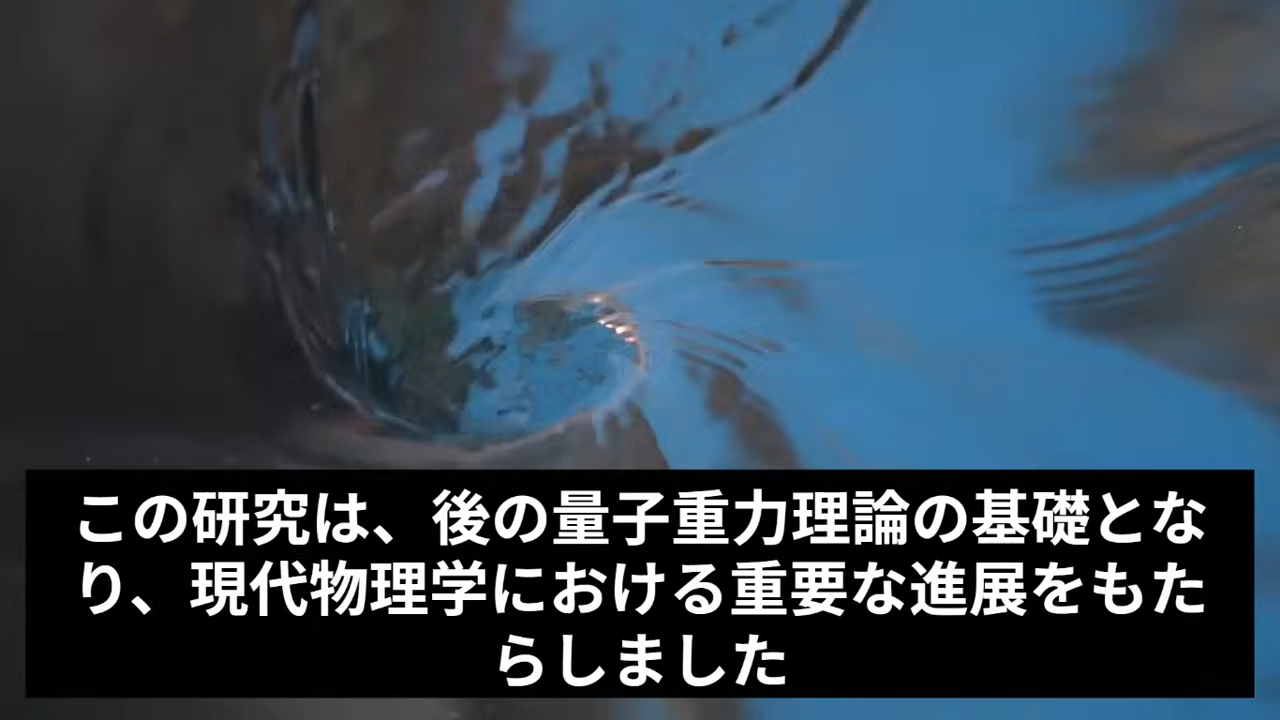 この研究は、後の量子重力理論の基礎とな
り、現代物理学における重要な進展をもた
らしました